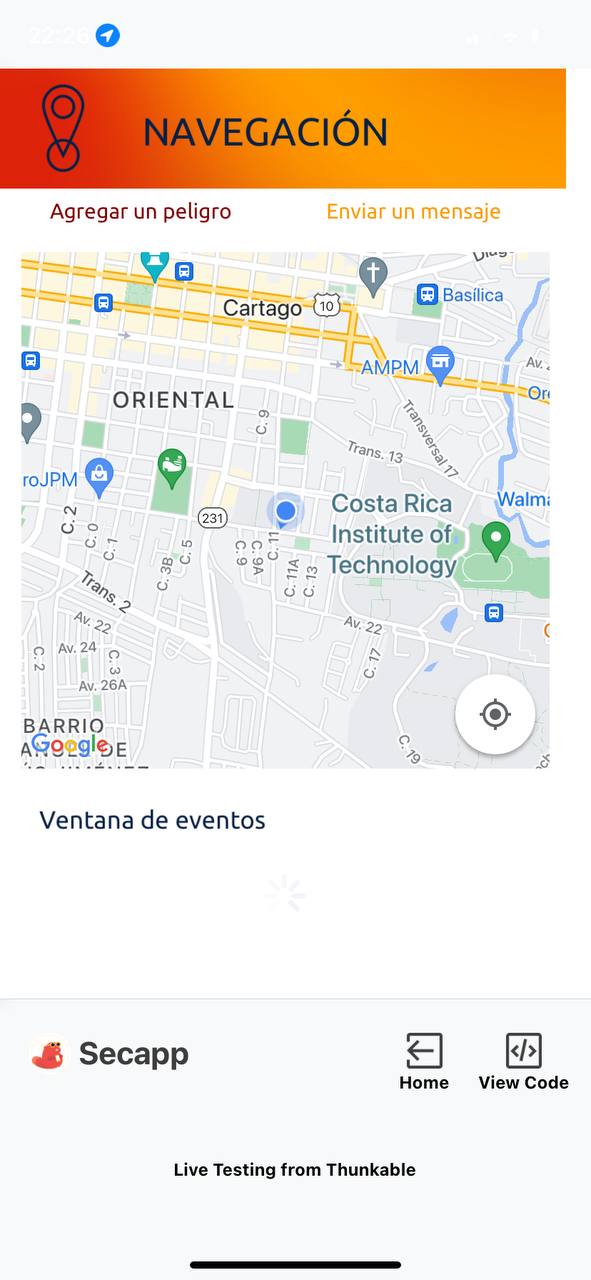 22:26
NAVEGACIÓN
Agregar un peligro
Enviar un mensaje
Diag
Cartago
10
Basílica
AMPM
Av.
ORIENTAL
C. 9
Trans. 13
Transversal 17
roJPM
231
Costa Rica
Institute of
Technology
Walma
C. 2
C. 0
C. 1
C. 3B
C. 5
C. 9
C. 9A
C. 11
C. 11A
C. 13
Trans. 2
Av. 22
Av. 22
Av. 24
C. 2
C. 3
C. 17
Av. 26A
BARRIO
Google
DE
C. 19
Ventana de eventos
Secapp
Home
View Code
Live Testing from Thunkable